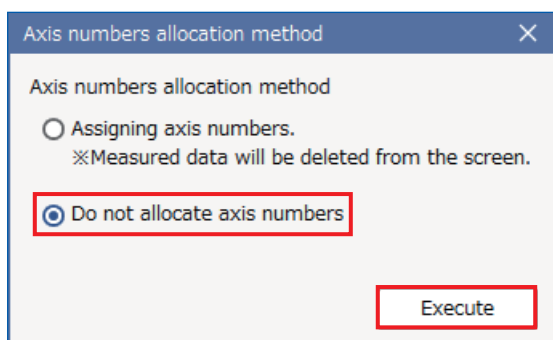 Axis numbers allocation method
Axis numbers allocation method
Assigning axis numbers.
※Measured data will be deleted from the screen.
Do not allocate axis numbers
Execute